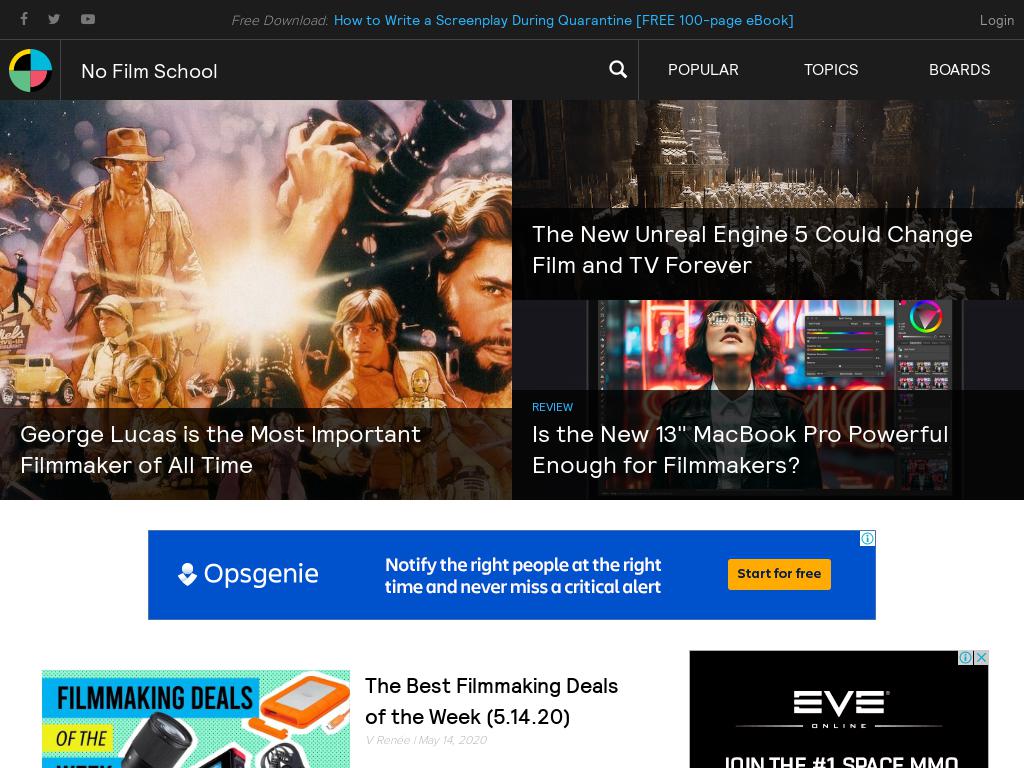 Free Download: How to Write a Screenplay During Quarantine [FREE 100-page eBook]
Login
No Film School
POPULAR
TOPICS
BOARDS
George Lucas is the Most Important
Filmmaker of All Time
The New Unreal Engine 5 Could Change
Film and TV Forever
REVIEW
Is the New 13" MacBook Pro Powerful
Enough for Filmmakers?
Opsgenie
Notify the right people at the right
time and never miss a critical alert
Start for free
FILMMAKING DEALS
OF THE
WEEK
The Best Filmmaking Deals
of the Week (5.14.20)
V Renée | May 14, 2020
EVE
ONLINE
JOIN THE #1 SPACE MMO